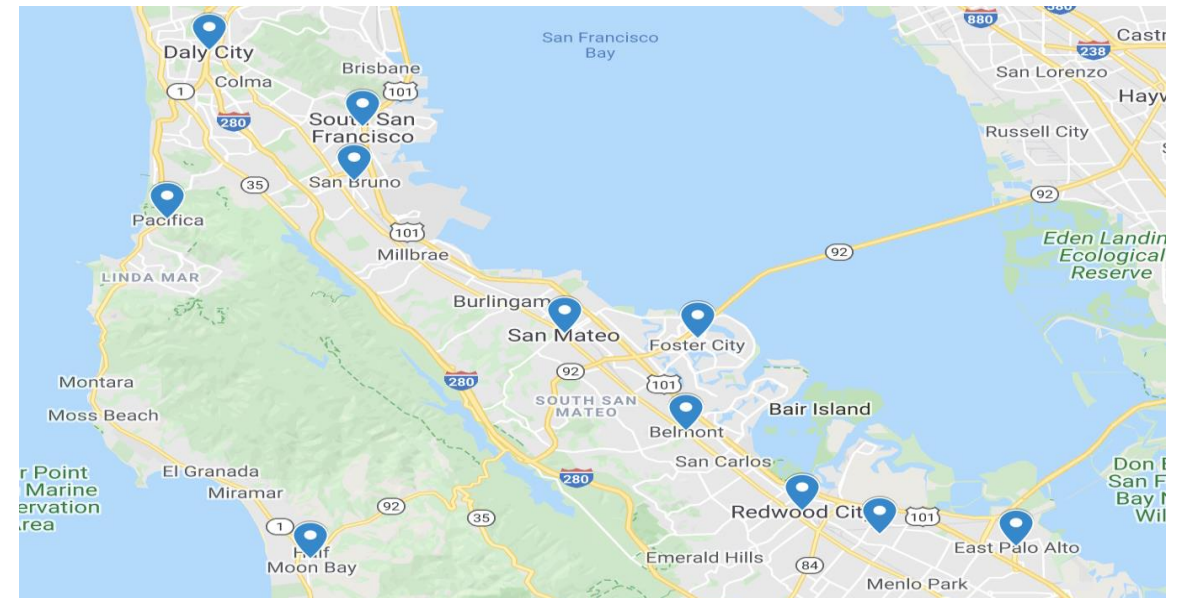 880
380
San Francisco
Bay
Castr
238
Daly City
Brisbane
Colma
San Lorenzo
1
101
Hayw
280
South San
Francisco
Russell City
San Bruno
35
92
Pacifica
101
Eden Landin
Ecological
Reserve
Millbrae
92
LINDA MAR
Burlingam
San Mateo
Foster City
92
280
101
Montara
SOUTH SAN
MATEO
Bair Island
Moss Beach
Belmont
San Carlos
r Point
Marine
ervation
rea
El Granada
Miramar
280
Don E
San F
Bay N
Wil
92
35
1
Redwood Cit
101
Half
Moon Bay
Emerald Hills
84
East Palo Alto
Menlo Park